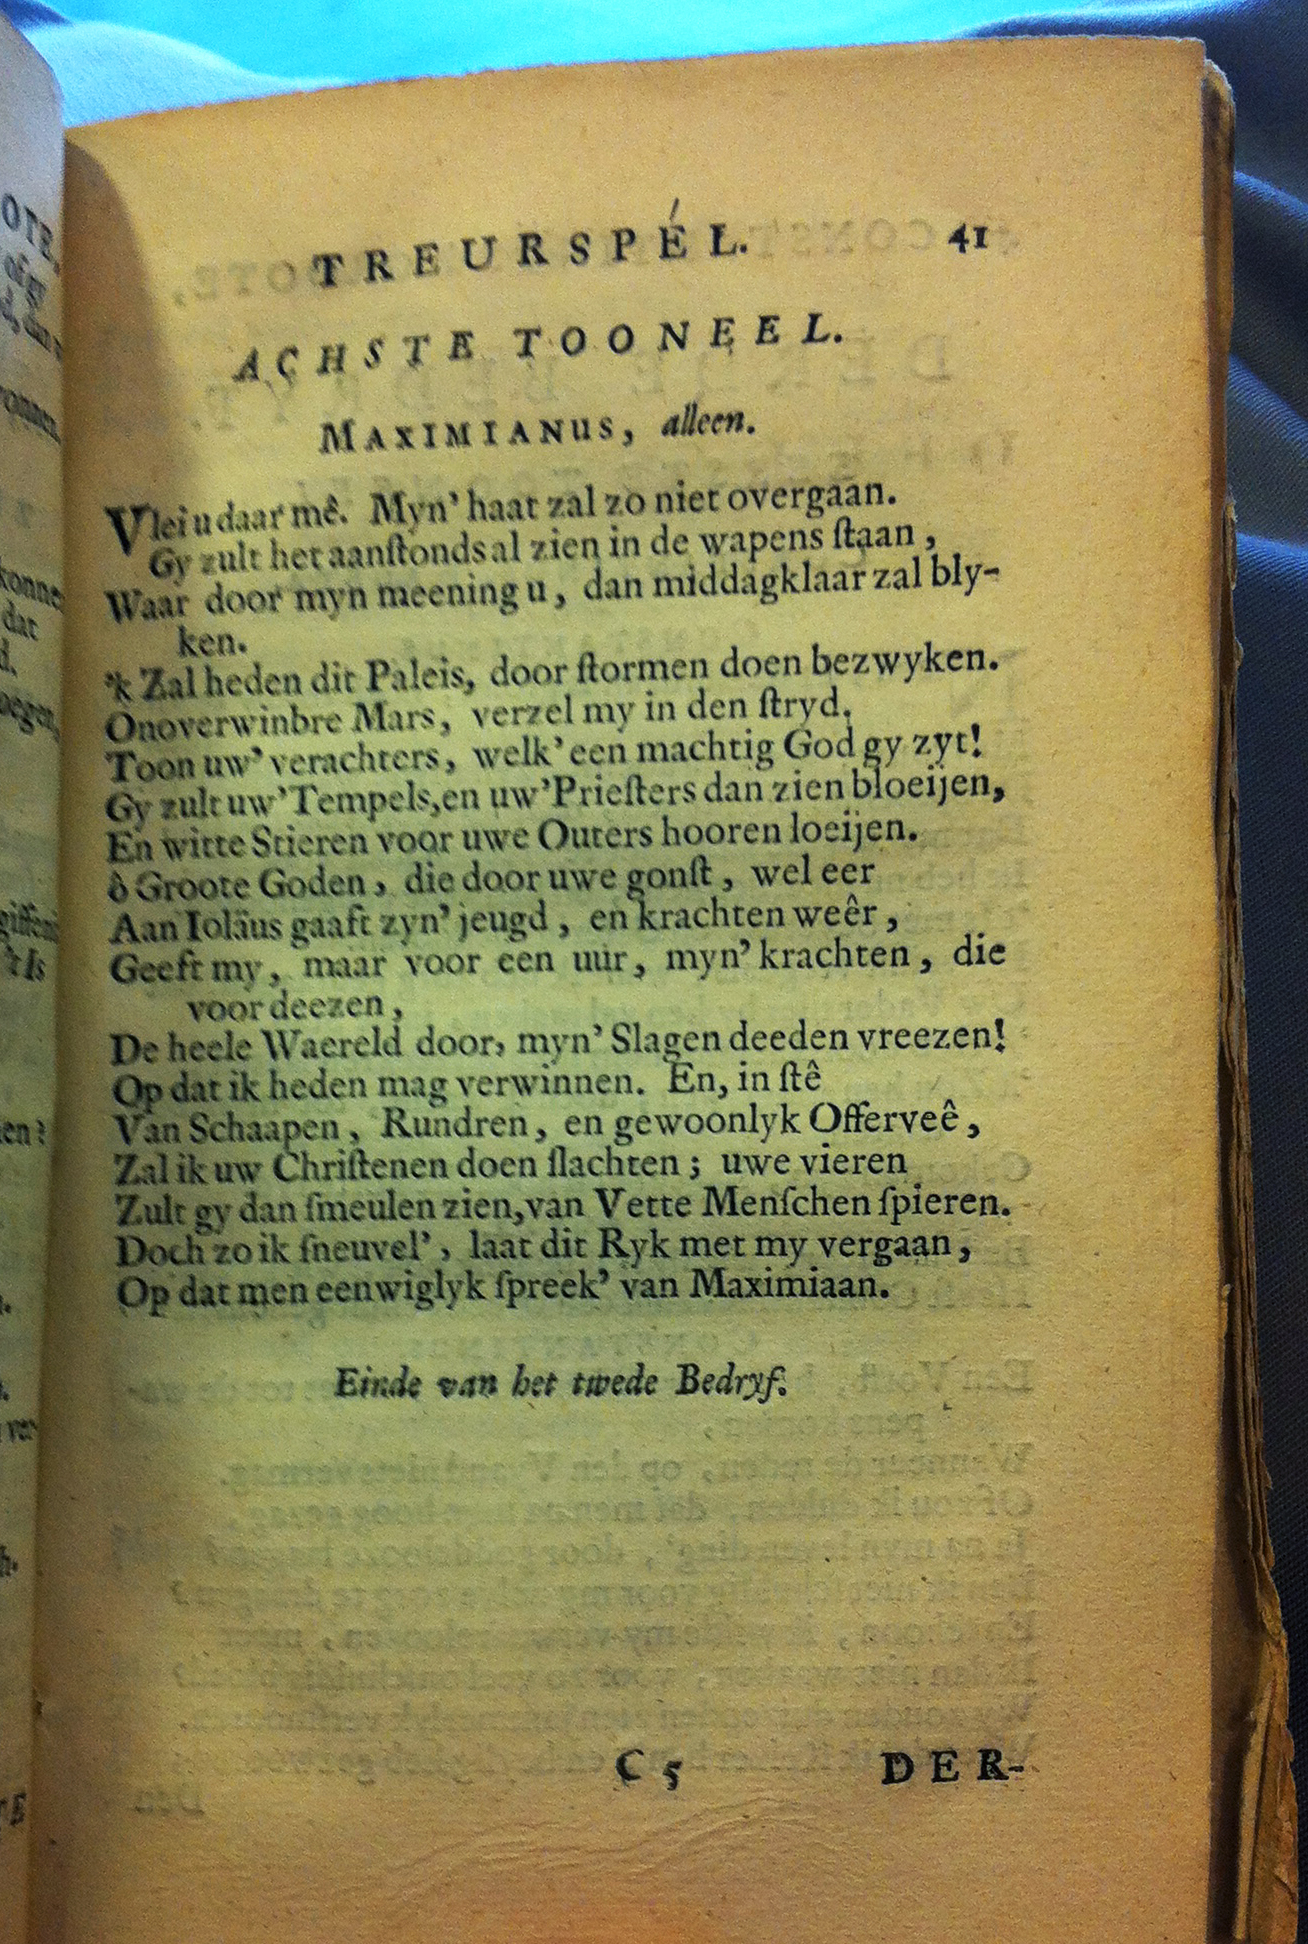 TREURSPÉL. 41
ACHSTE TOONEEL.
MAXIMIANUS, alleen.
Vlei u daar mê. Myn' haat zal zo niet overgaan.
Gy zult het aanſtonds al zien in de wapens ſtaan,
Waar door myn meening u, dan middagklaar zal bly-
ken.
'k Zal heden dit Paleis, door ſtormen doen bezwyken.
Onoverwinbre Mars, verzel my in den ſtryd.
Toon uw' verachters, welk' een machtig God gy zyt!
Gy zult uw' Tempels, en uw' Prieſters dan zien bloeijen,
En witte Stieren voor uwe Outers hooren loeijen.
ô Groote Goden, die door uwe gonſt, wel eer
Aan Ioläus gaaft zyn' jeugd, en krachten weêr,
Geeft my, maar voor een uur, myn' krachten, die
voor deezen,
De heele Waereld door, myn' Slagen deeden vreezen!
Op dat ik heden mag verwinnen. En, in ſtê
Van Schaapen, Rundren, en gewoonlyk Offerveê,
Zal ik uw Chriſtenen doen ſlachten; uwe vieren
Zult gy dan ſmeulen zien, van Vette Menſchen ſpieren.
Doch zo ik ſneuvel', laat dit Ryk met my vergaan,
Op dat men eenwiglyk ſpreek' van Maximiaan.
Einde van het twede Bedryf.
C 5 DER-